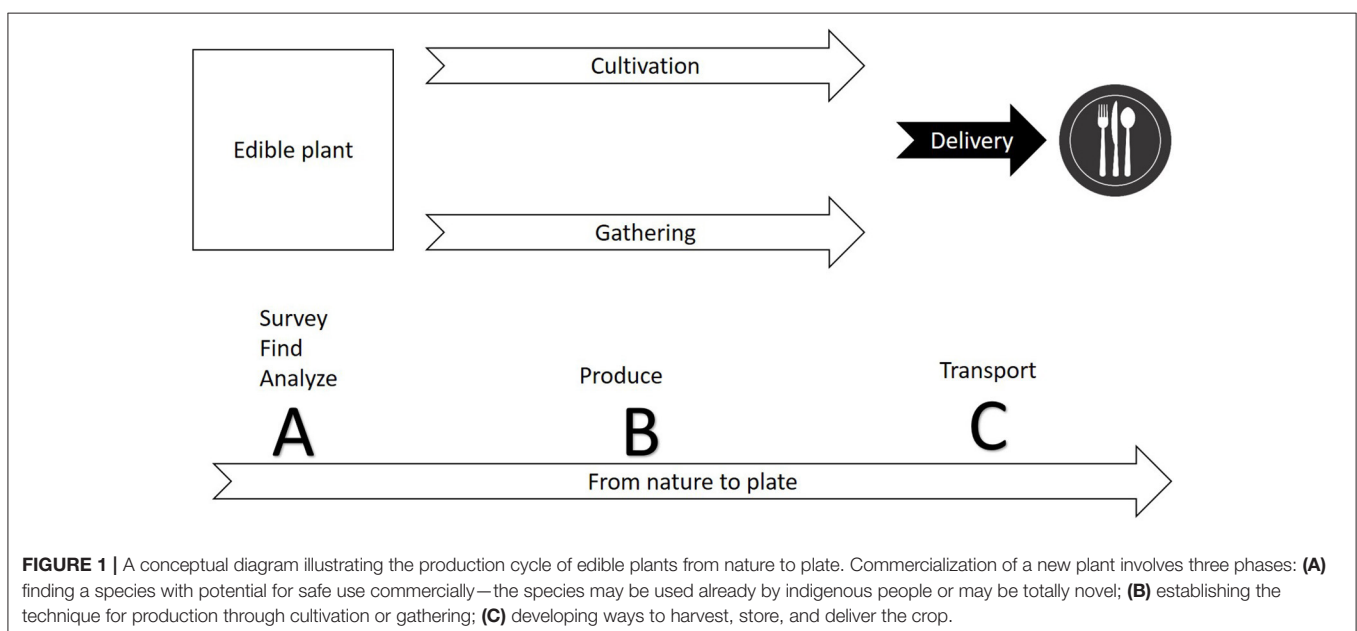 Cultivation
Edible plant
Delivery
Gathering
Survey
Find
Analyze
Produce
Transport
A
B
C
From nature to plate
FIGURE 1 | A conceptual diagram illustrating the production cycle of edible plants from nature to plate. Commercialization of a new plant involves three phases: (A)
finding a species with potential for safe use commercially—the species may be used already by indigenous people or may be totally novel; (B) establishing the
technique for production through cultivation or gathering; (C) developing ways to harvest, store, and deliver the crop.